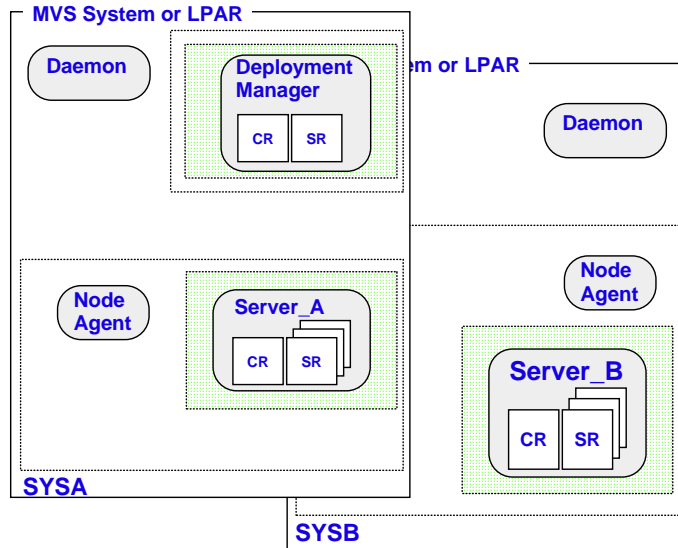 MVS System or LPAR
Daemon
Deployment
Manager
CR SR
em or LPAR
Daemon
Node
Agent
Server_A
CR SR
Node
Agent
Server_B
CR SR
SYSA
SYSB